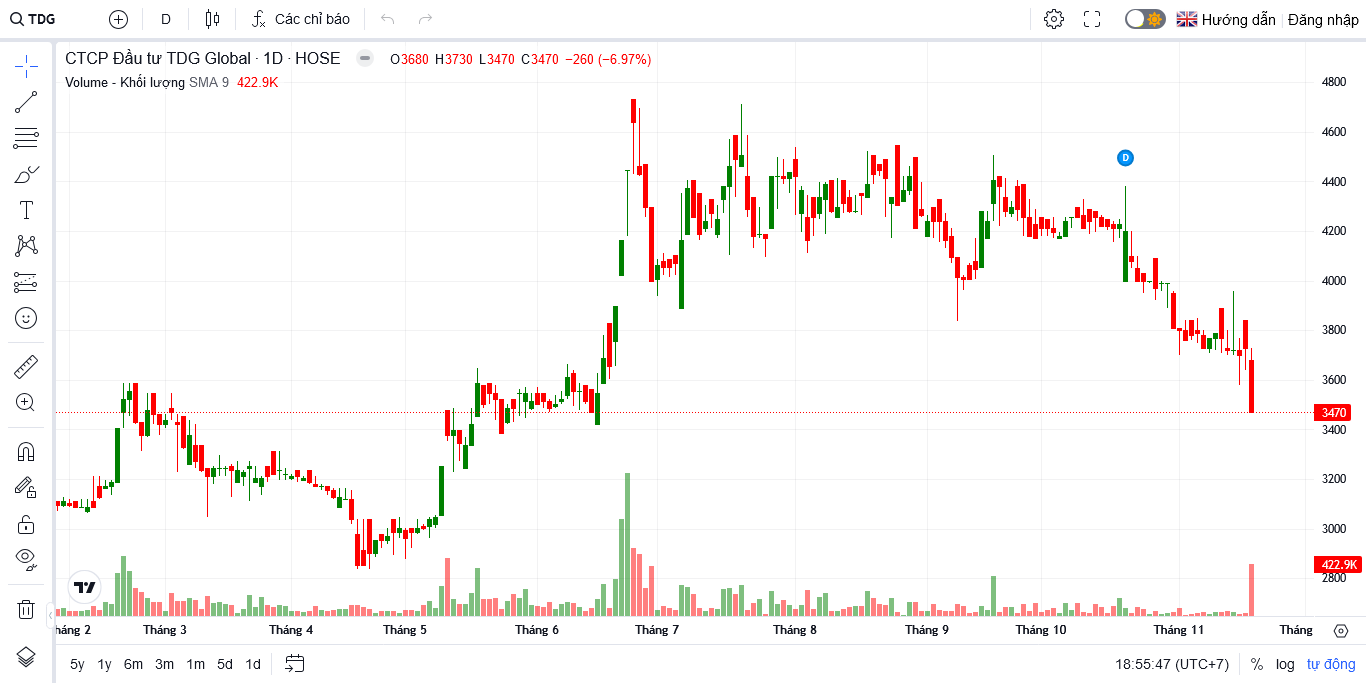 TDG D Các chỉ báo Hướng dẫn Đăng nhập
CTCP Đầu tư TDG Global · 1D · HOSE O3680 H3730 L3470 C3470 −260 (−6.97%)
Volume - Khối lượng SMA 9 422.9K
4800
4600
D
4400
4200
4000
3800
3600
3470
3400
3200
3000
422.9K
2800
háng 2 Tháng 3 Tháng 4 Tháng 5 Tháng 6 Tháng 7 Tháng 8 Tháng 9 Tháng 10 Tháng 11 Tháng
5y 1y 6m 3m 1m 5d 1d 18:55:47 (UTC+7) % log tự động